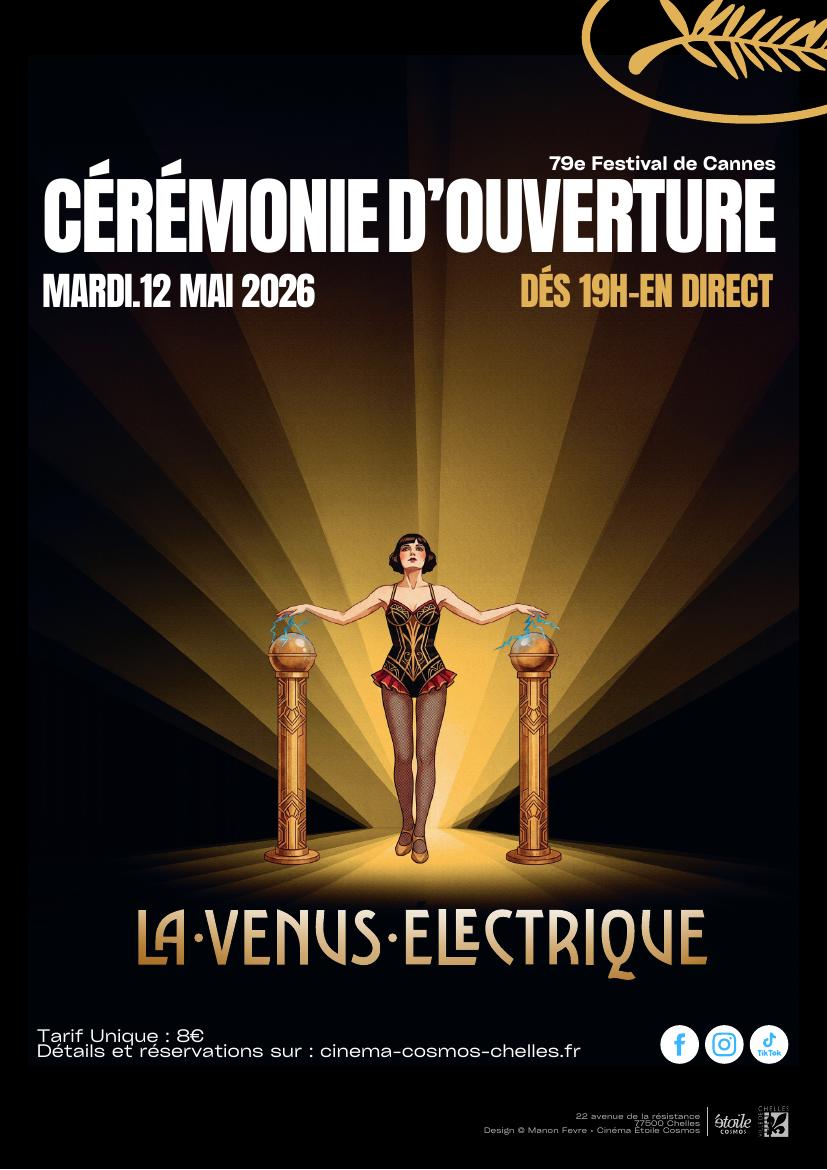 79e Festival de Cannes
CÉRÉMONIE D'OUVERTURE
MARDI.12 MAI 2026
DÉS 19H-EN DIRECT
LA·VENUS·ELECTRIQUE
Tarif Unique : 8€
Détails et réservations sur : cinema-cosmos-chelles.fr
TikTok
22 avenue de la résistance
77500 Chelles
Design © Manon Fevre • Cinéma Étoile Cosmos
étoile
COSMOS
VILLE DE CHELLES